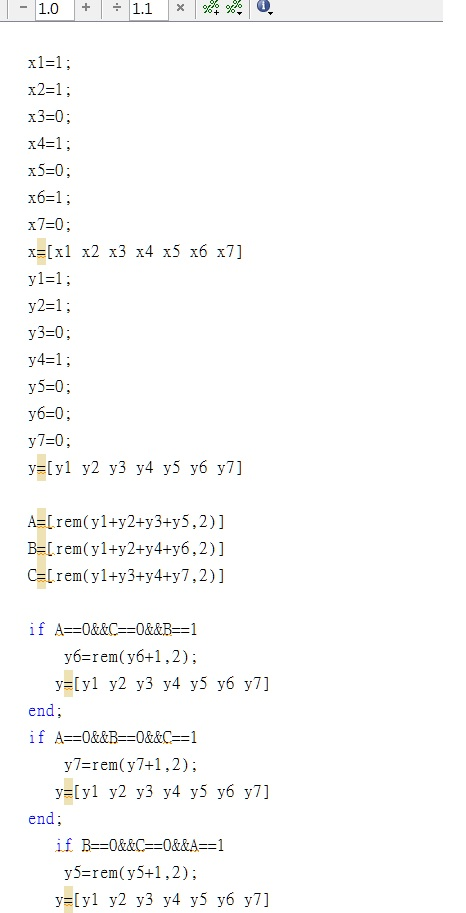 − 1.0 + ÷ 1.1 ×
x1=1;
x2=1;
x3=0;
x4=1;
x5=0;
x6=1;
x7=0;
x=[x1 x2 x3 x4 x5 x6 x7]
y1=1;
y2=1;
y3=0;
y4=1;
y5=0;
y6=0;
y7=0;
y=[y1 y2 y3 y4 y5 y6 y7]
A=[rem(y1+y2+y3+y5,2)]
B=[rem(y1+y2+y4+y6,2)]
C=[rem(y1+y3+y4+y7,2)]
if A==0&&C==0&&B==1
y6=rem(y6+1,2);
y=[y1 y2 y3 y4 y5 y6 y7]
end;
if A==0&&B==0&&C==1
y7=rem(y7+1,2);
y=[y1 y2 y3 y4 y5 y6 y7]
end;
if B==0&&C==0&&A==1
y5=rem(y5+1,2);
y=[y1 y2 y3 y4 y5 y6 y7]